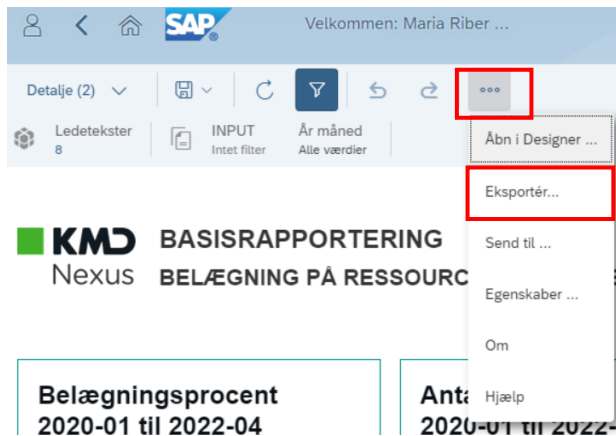 SAP
Velkommen: Maria Riber ...
Detalje (2)
Ledetekster
8
INPUT
Intet filter
År måned
Alle værdier
Åbn i Designer ...
Eksportér...
Send til ...
Egenskaber ...
Om
Hjælp
KMD
Nexus
BASISRAPPORTERING
BELÆGNING PÅ RESSOURC
Belægningsprocent
2020-01 til 2022-04
Anta
2020-01 til 2022-